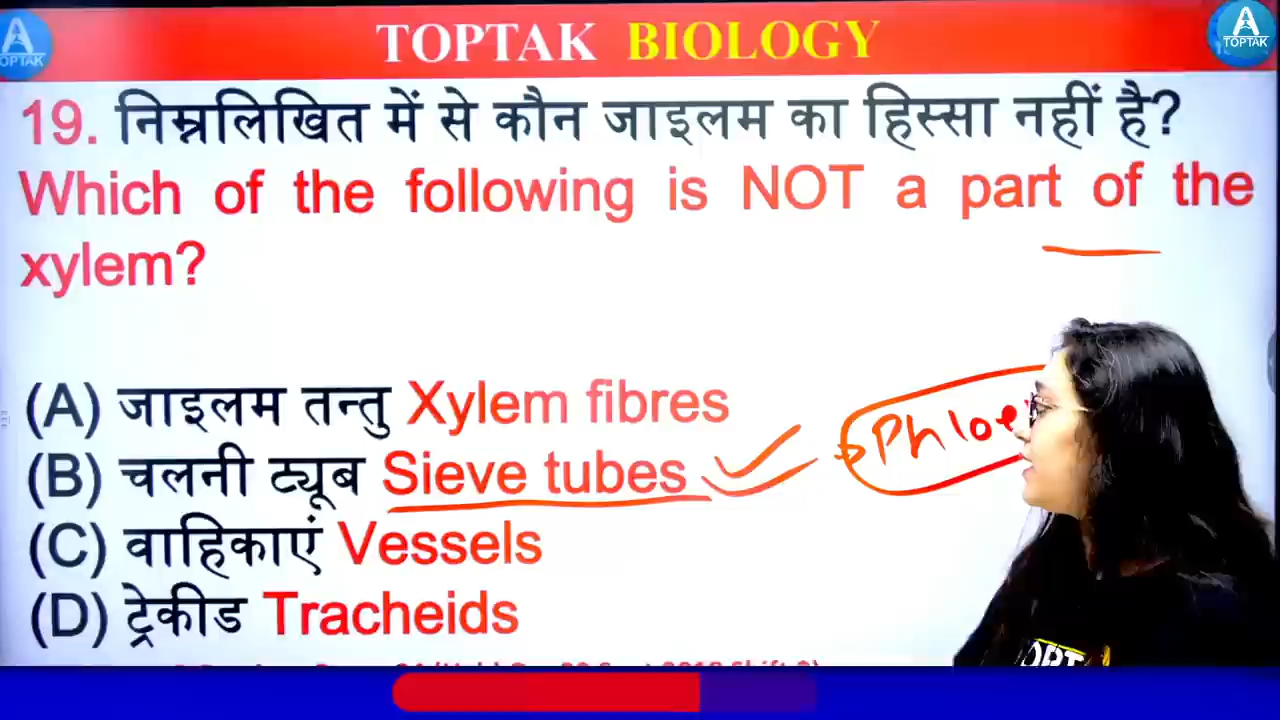 TOPTAK BIOLOGY
A
TOPTAK
19. निम्नलिखित में से कौन जाइलम का हिस्सा नहीं है?
Which of the following is NOT a part of the
xylem?
(A) जाइलम तन्तु Xylem fibres
(B) चलनी ट्यूब Sieve tubes
(C) वाहिकाएं Vessels
(D) ट्रेकीड Tracheids